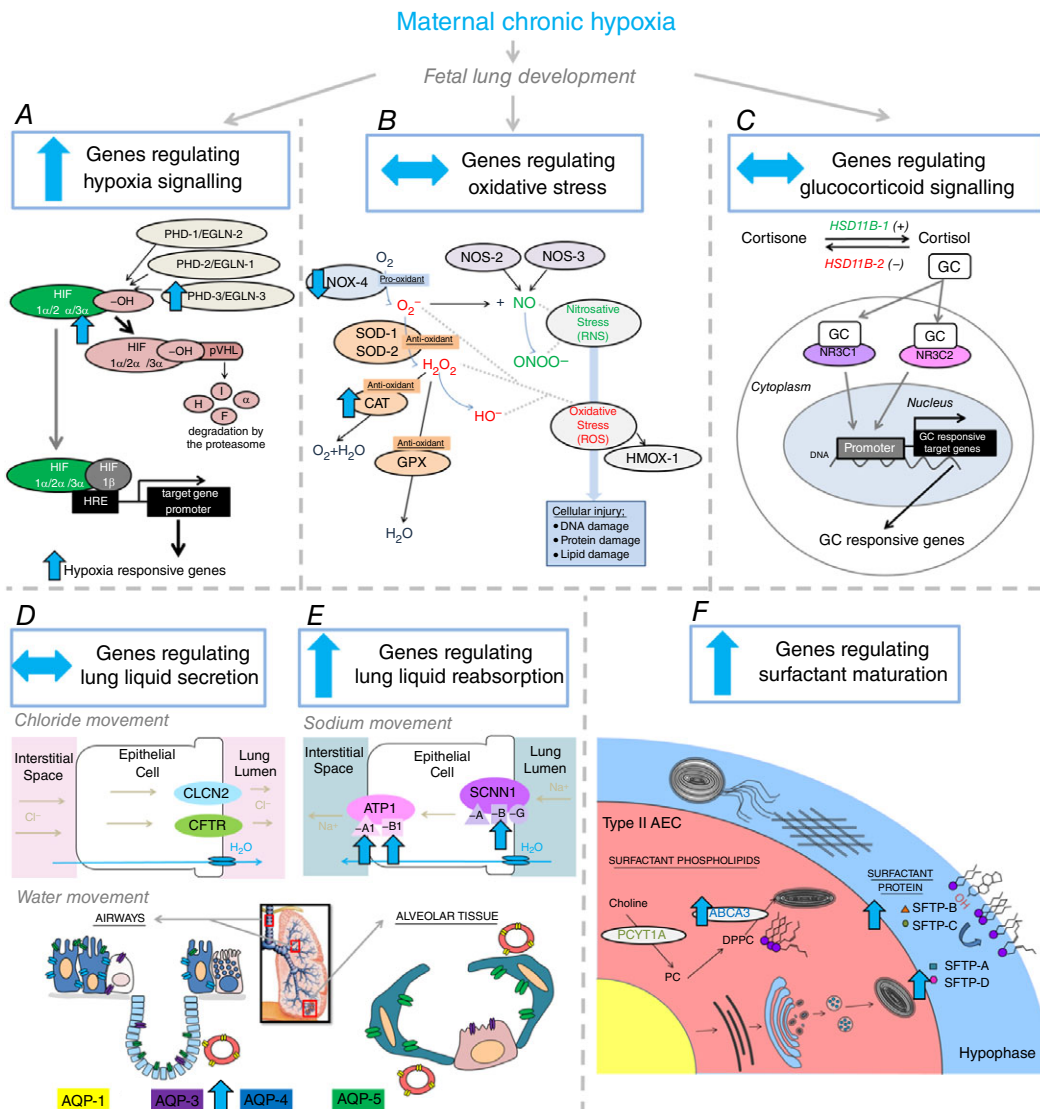 Maternal chronic hypoxia
Fetal lung development
A
Genes regulating
hypoxia signalling
PHD-1/EGLN-2
PHD-2/EGLN-1
PHD-3/EGLN-3
HIF
1α/2 α/3α
–OH
HIF
1α/2α /3α
–OH
pVHL
H
I
F
α
degradation by
the proteasome
HIF
1α/2α /3α
HIF
1β
HRE
target gene
promoter
Hypoxia responsive genes
B
Genes regulating
oxidative stress
O₂
NOX-4
Pro-oxidant
O₂⁻
+
NOS-2
NOS-3
NO
Nitrosative
Stress
(RNS)
ONOO–
SOD-1
SOD-2
Anti-oxidant
H₂O₂
Anti-oxidant
CAT
HO⁻
O₂+H₂O
Anti-oxidant
GPX
H₂O
Oxidative
Stress
(ROS)
HMOX-1
Cellular injury;
● DNA damage
● Protein damage
● Lipid damage
C
Genes regulating
glucocorticoid signalling
Cortisone
HSD11B-1 (+)
HSD11B-2 (–)
Cortisol
GC
GC
NR3C1
GC
NR3C2
Cytoplasm
Nucleus
DNA
Promoter
GC responsive
target genes
GC responsive genes
D
Genes regulating
lung liquid secretion
Chloride movement
Interstitial
Space
Epithelial
Cell
Lung
Lumen
CLCN2
CFTR
Cl⁻
Cl⁻
Cl⁻
H₂O
E
Genes regulating
lung liquid reabsorption
Sodium movement
Interstitial
Space
Epithelial
Cell
Lung
Lumen
SCNN1
–A
–B
–G
Na⁺
ATP1
–A1
–B1
Na⁺
H₂O
Water movement
AIRWAYS
ALVEOLAR TISSUE
AQP-1
AQP-3
AQP-4
AQP-5
F
Genes regulating
surfactant maturation
Type II AEC
SURFACTANT PHOSPHOLIPIDS
Choline
PCYT1A
PC
ABCA3
DPPC
SURFACTANT
PROTEIN
SFTP-B
SFTP-C
SFTP-A
SFTP-D
OH
Hypophase